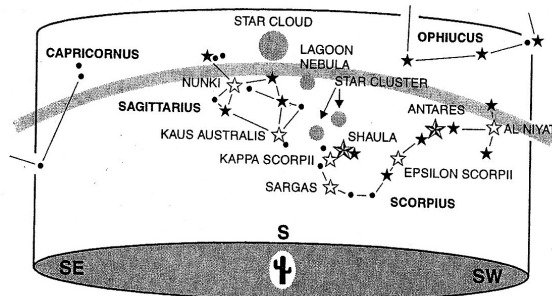 STAR CLOUD
OPHIUCUS
CAPRICORNUS
LAGOON
NEBULA
NUNKI
STAR CLUSTER
SAGITTARIUS
ANTARES
KAUS AUSTRALIS
SHAULA
AL NIYAT
KAPPA SCORPII
EPSILON SCORPII
SARGAS
SCORPIUS
S
SE
SW